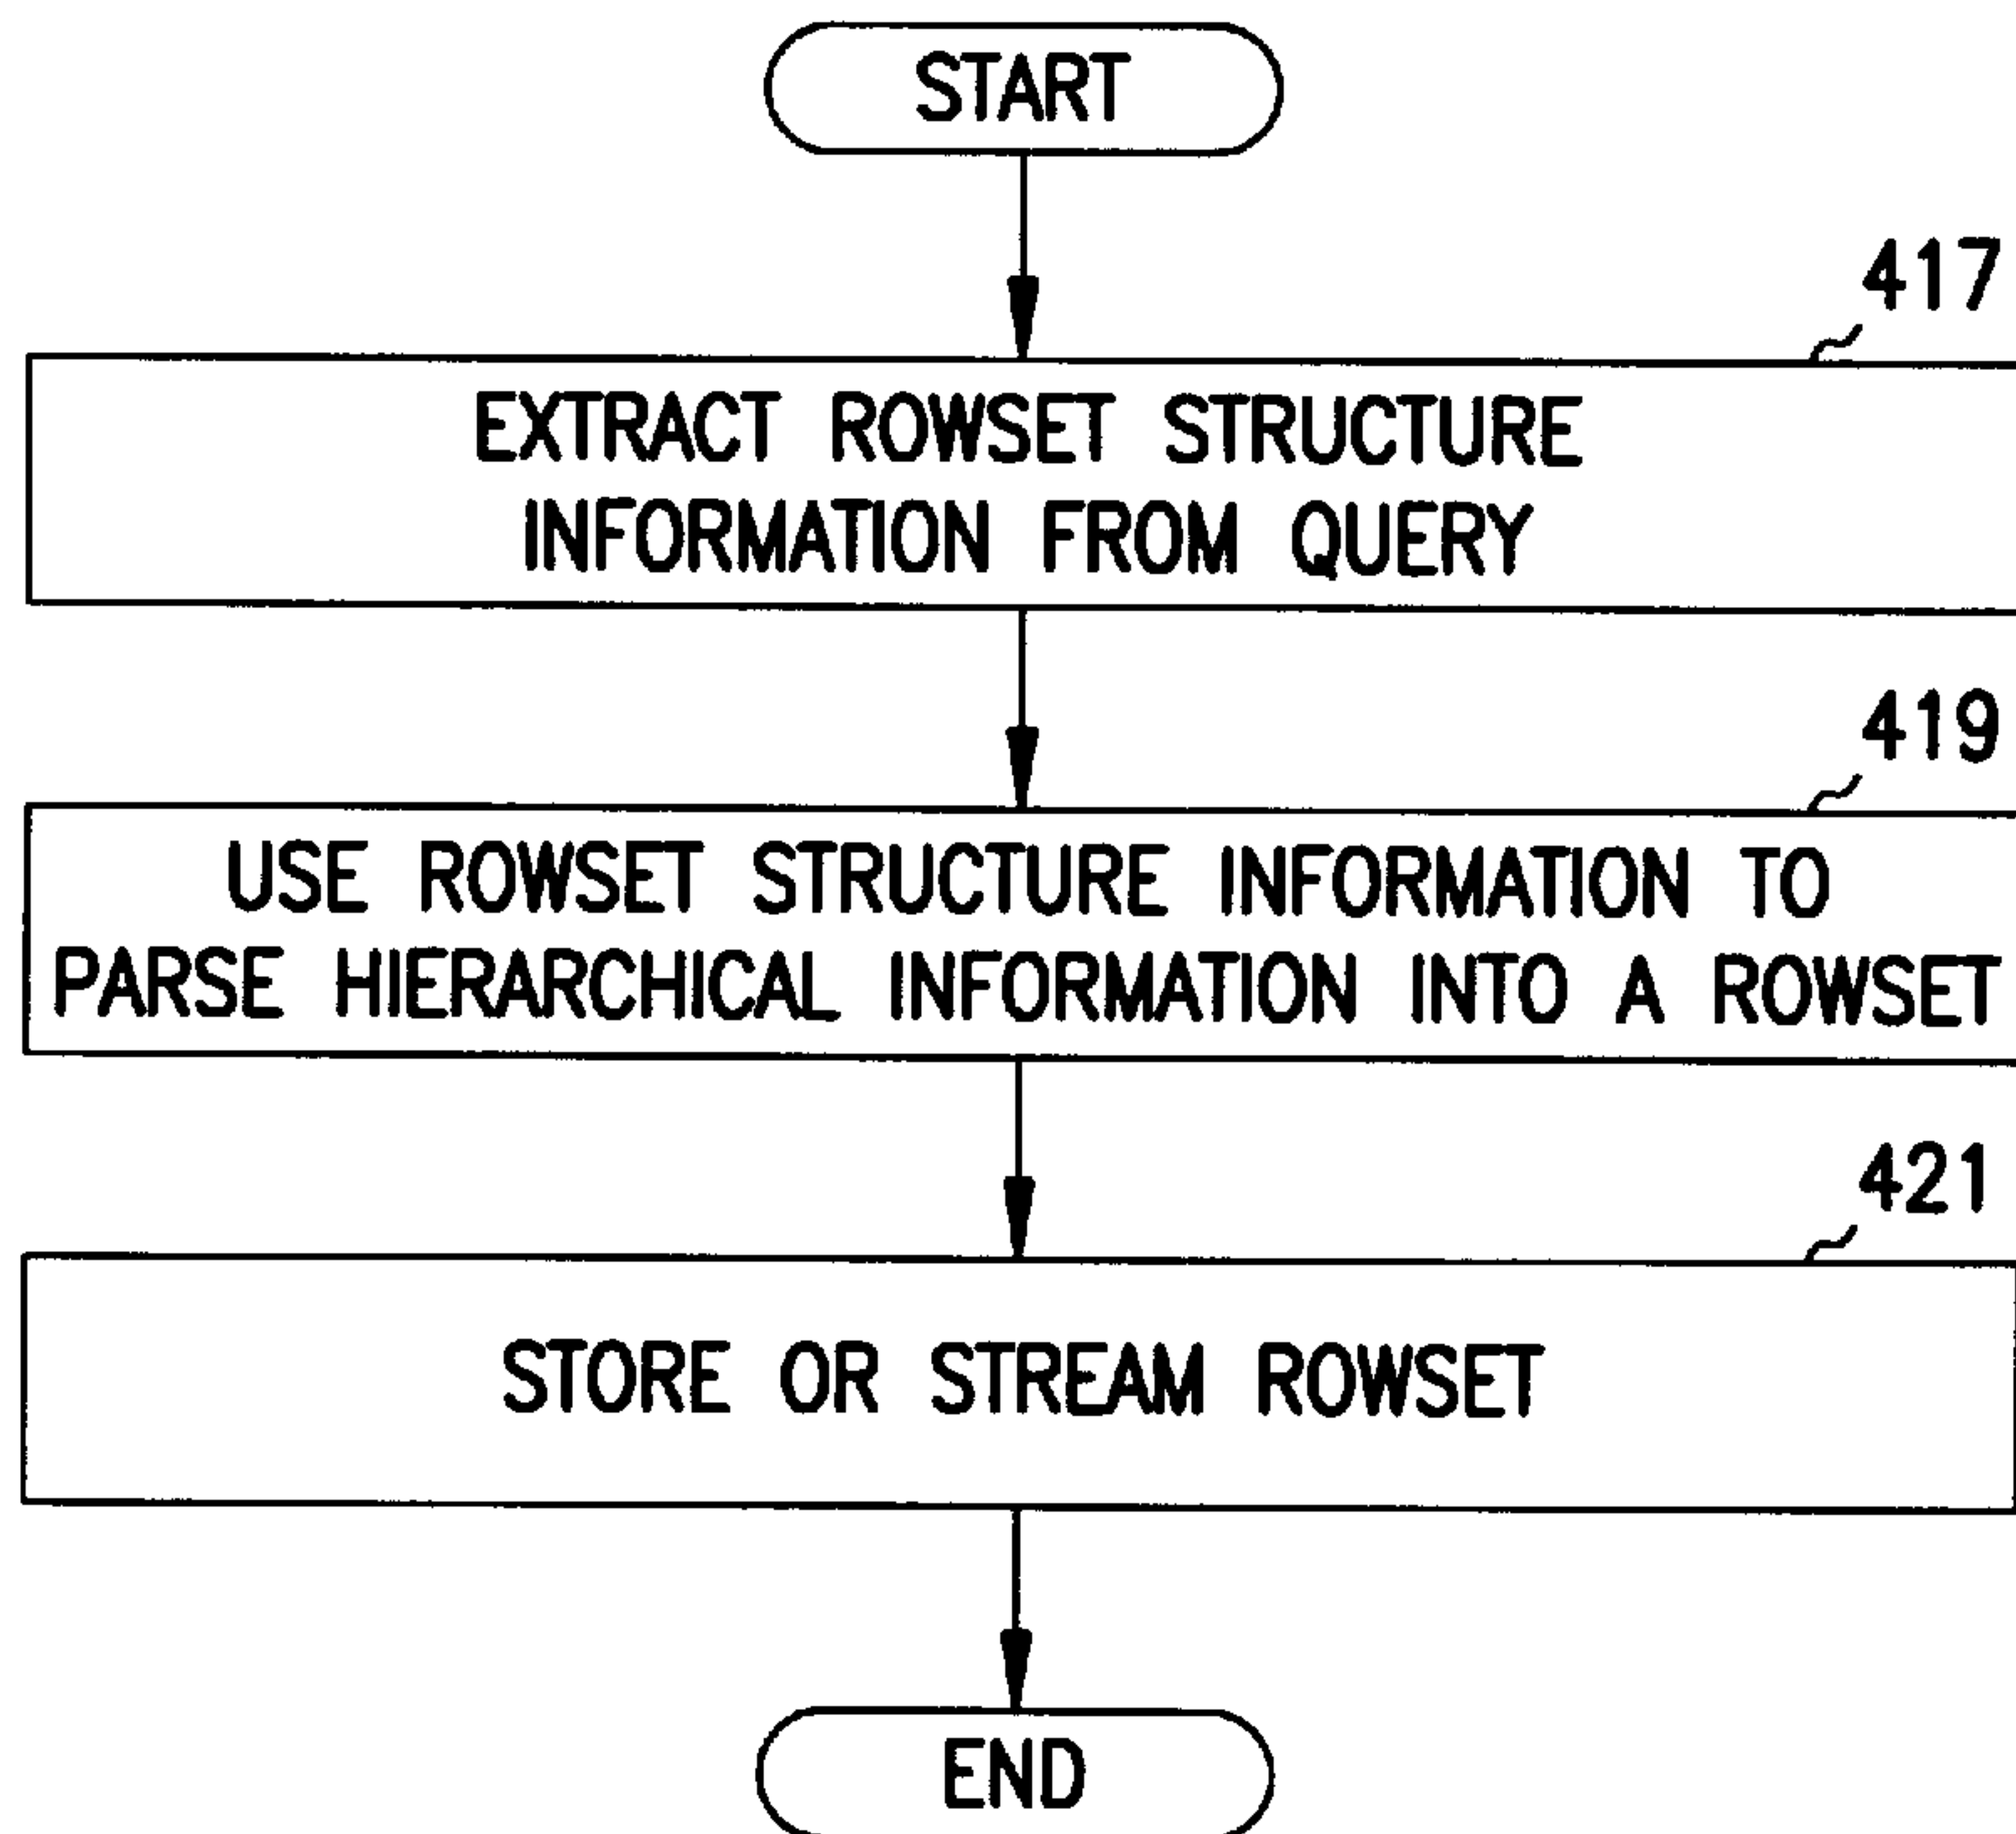 START
417
EXTRACT ROWSET STRUCTURE
INFORMATION FROM QUERY
419
USE ROWSET STRUCTURE INFORMATION TO
PARSE HIERARCHICAL INFORMATION INTO A ROWSET
421
STORE OR STREAM ROWSET
END